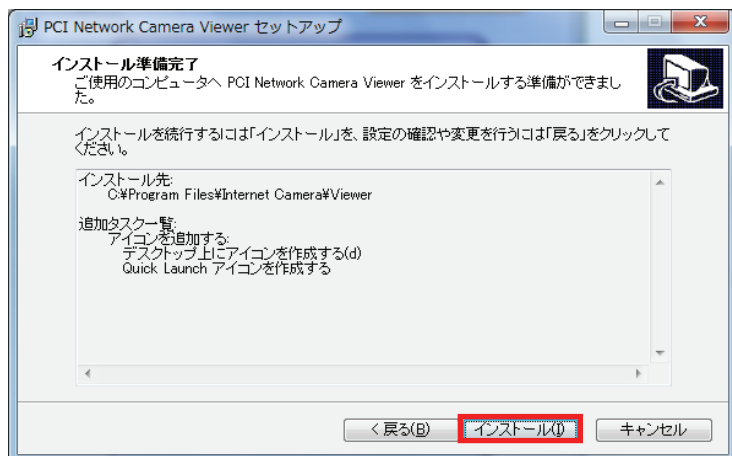 PCI Network Camera Viewer セットアップ
インストール準備完了
ご使用のコンピュータへ PCI Network Camera Viewer をインストールする準備ができまし
た。
インストールを続行するには「インストール」を、設定の確認や変更を行うには「戻る」をクリックして
ください。
インストール先:
C:¥Program Files¥Internet Camera¥Viewer
追加タスク一覧:
アイコンを追加する:
デスクトップ上にアイコンを作成する(d)
Quick Launch アイコンを作成する
< 戻る(B)
インストール(I)
キャンセル